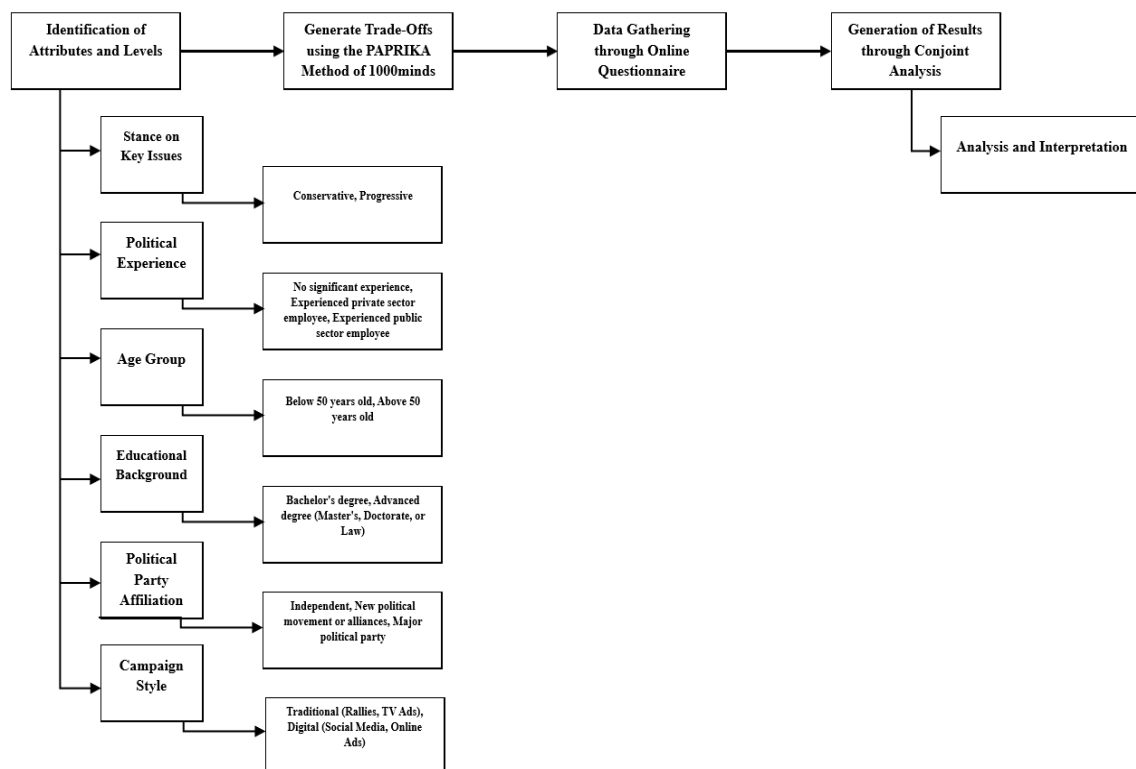 Identification of
Attributes and Levels
Generate Trade-Offs
using the PAPRIKA
Method of 1000minds
Data Gathering
through Online
Questionnaire
Generation of Results
through Conjoint
Analysis
Stance on
Key Issues
Analysis and Interpretation
Conservative, Progressive
Political
Experience
No significant experience,
Experienced private sector
employee, Experienced public
sector employee
Age Group
Below 50 years old, Above 50
years old
Educational
Background
Bachelor's degree, Advanced
degree (Master's, Doctorate, or
Law)
Political
Party
Affiliation
Independent, New political
movement or alliances, Major
political party
Campaign
Style
Traditional (Rallies, TV Ads),
Digital (Social Media, Online
Ads)